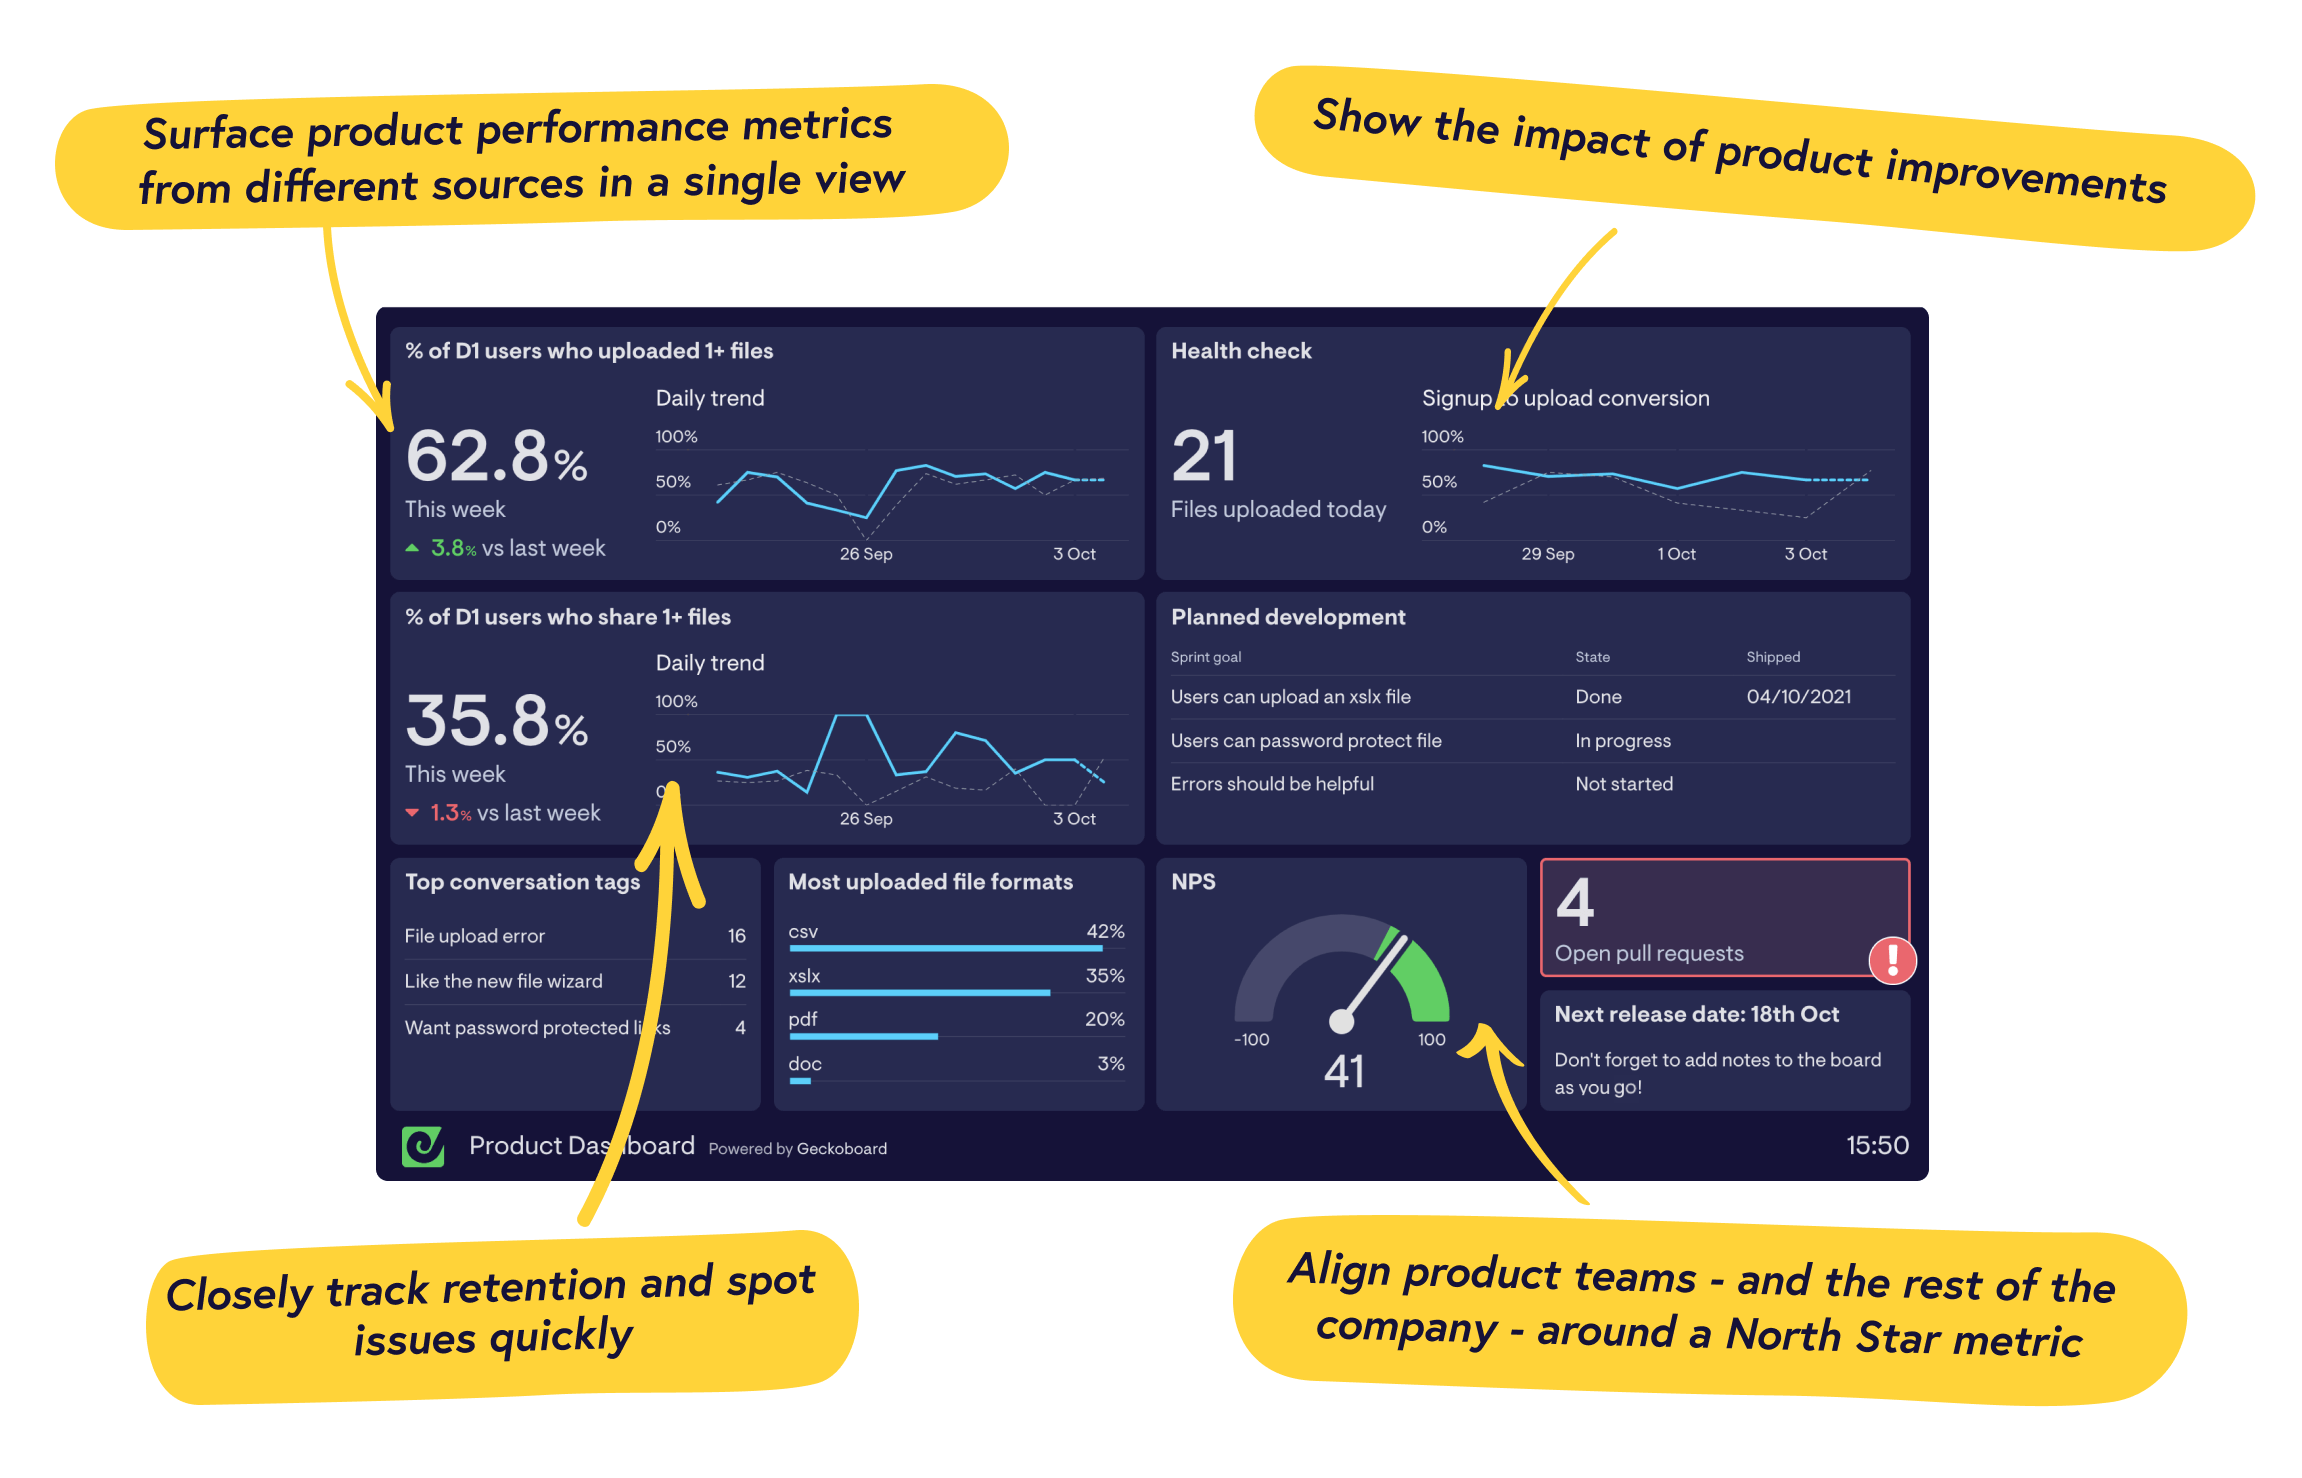 Surface product performance metrics
from different sources in a single view
Show the impact of product improvements
% of D1 users who uploaded 1+ files
62.8%
This week
3.8% vs last week
Daily trend
100%
50%
0%
26 Sep
3 Oct
Health check
21
Files uploaded today
Signup to upload conversion
100%
50%
0%
29 Sep
1 Oct
3 Oct
% of D1 users who share 1+ files
35.8%
This week
1.3% vs last week
Daily trend
100%
50%
26 Sep
3 Oct
Planned development
Sprint goal State Shipped
Users can upload an xslx file Done 04/10/2021
Users can password protect file In progress
Errors should be helpful Not started
Top conversation tags
File upload error 16
Like the new file wizard 12
Want password protected links 4
Most uploaded file formats
csv 42%
xslx 35%
pdf 20%
doc 3%
NPS
-100
100
41
4
Open pull requests
!
Next release date: 18th Oct
Don't forget to add notes to the board
as you go!
Product Dashboard Powered by Geckoboard
15:50
Closely track retention and spot
issues quickly
Align product teams - and the rest of the
company - around a North Star metric